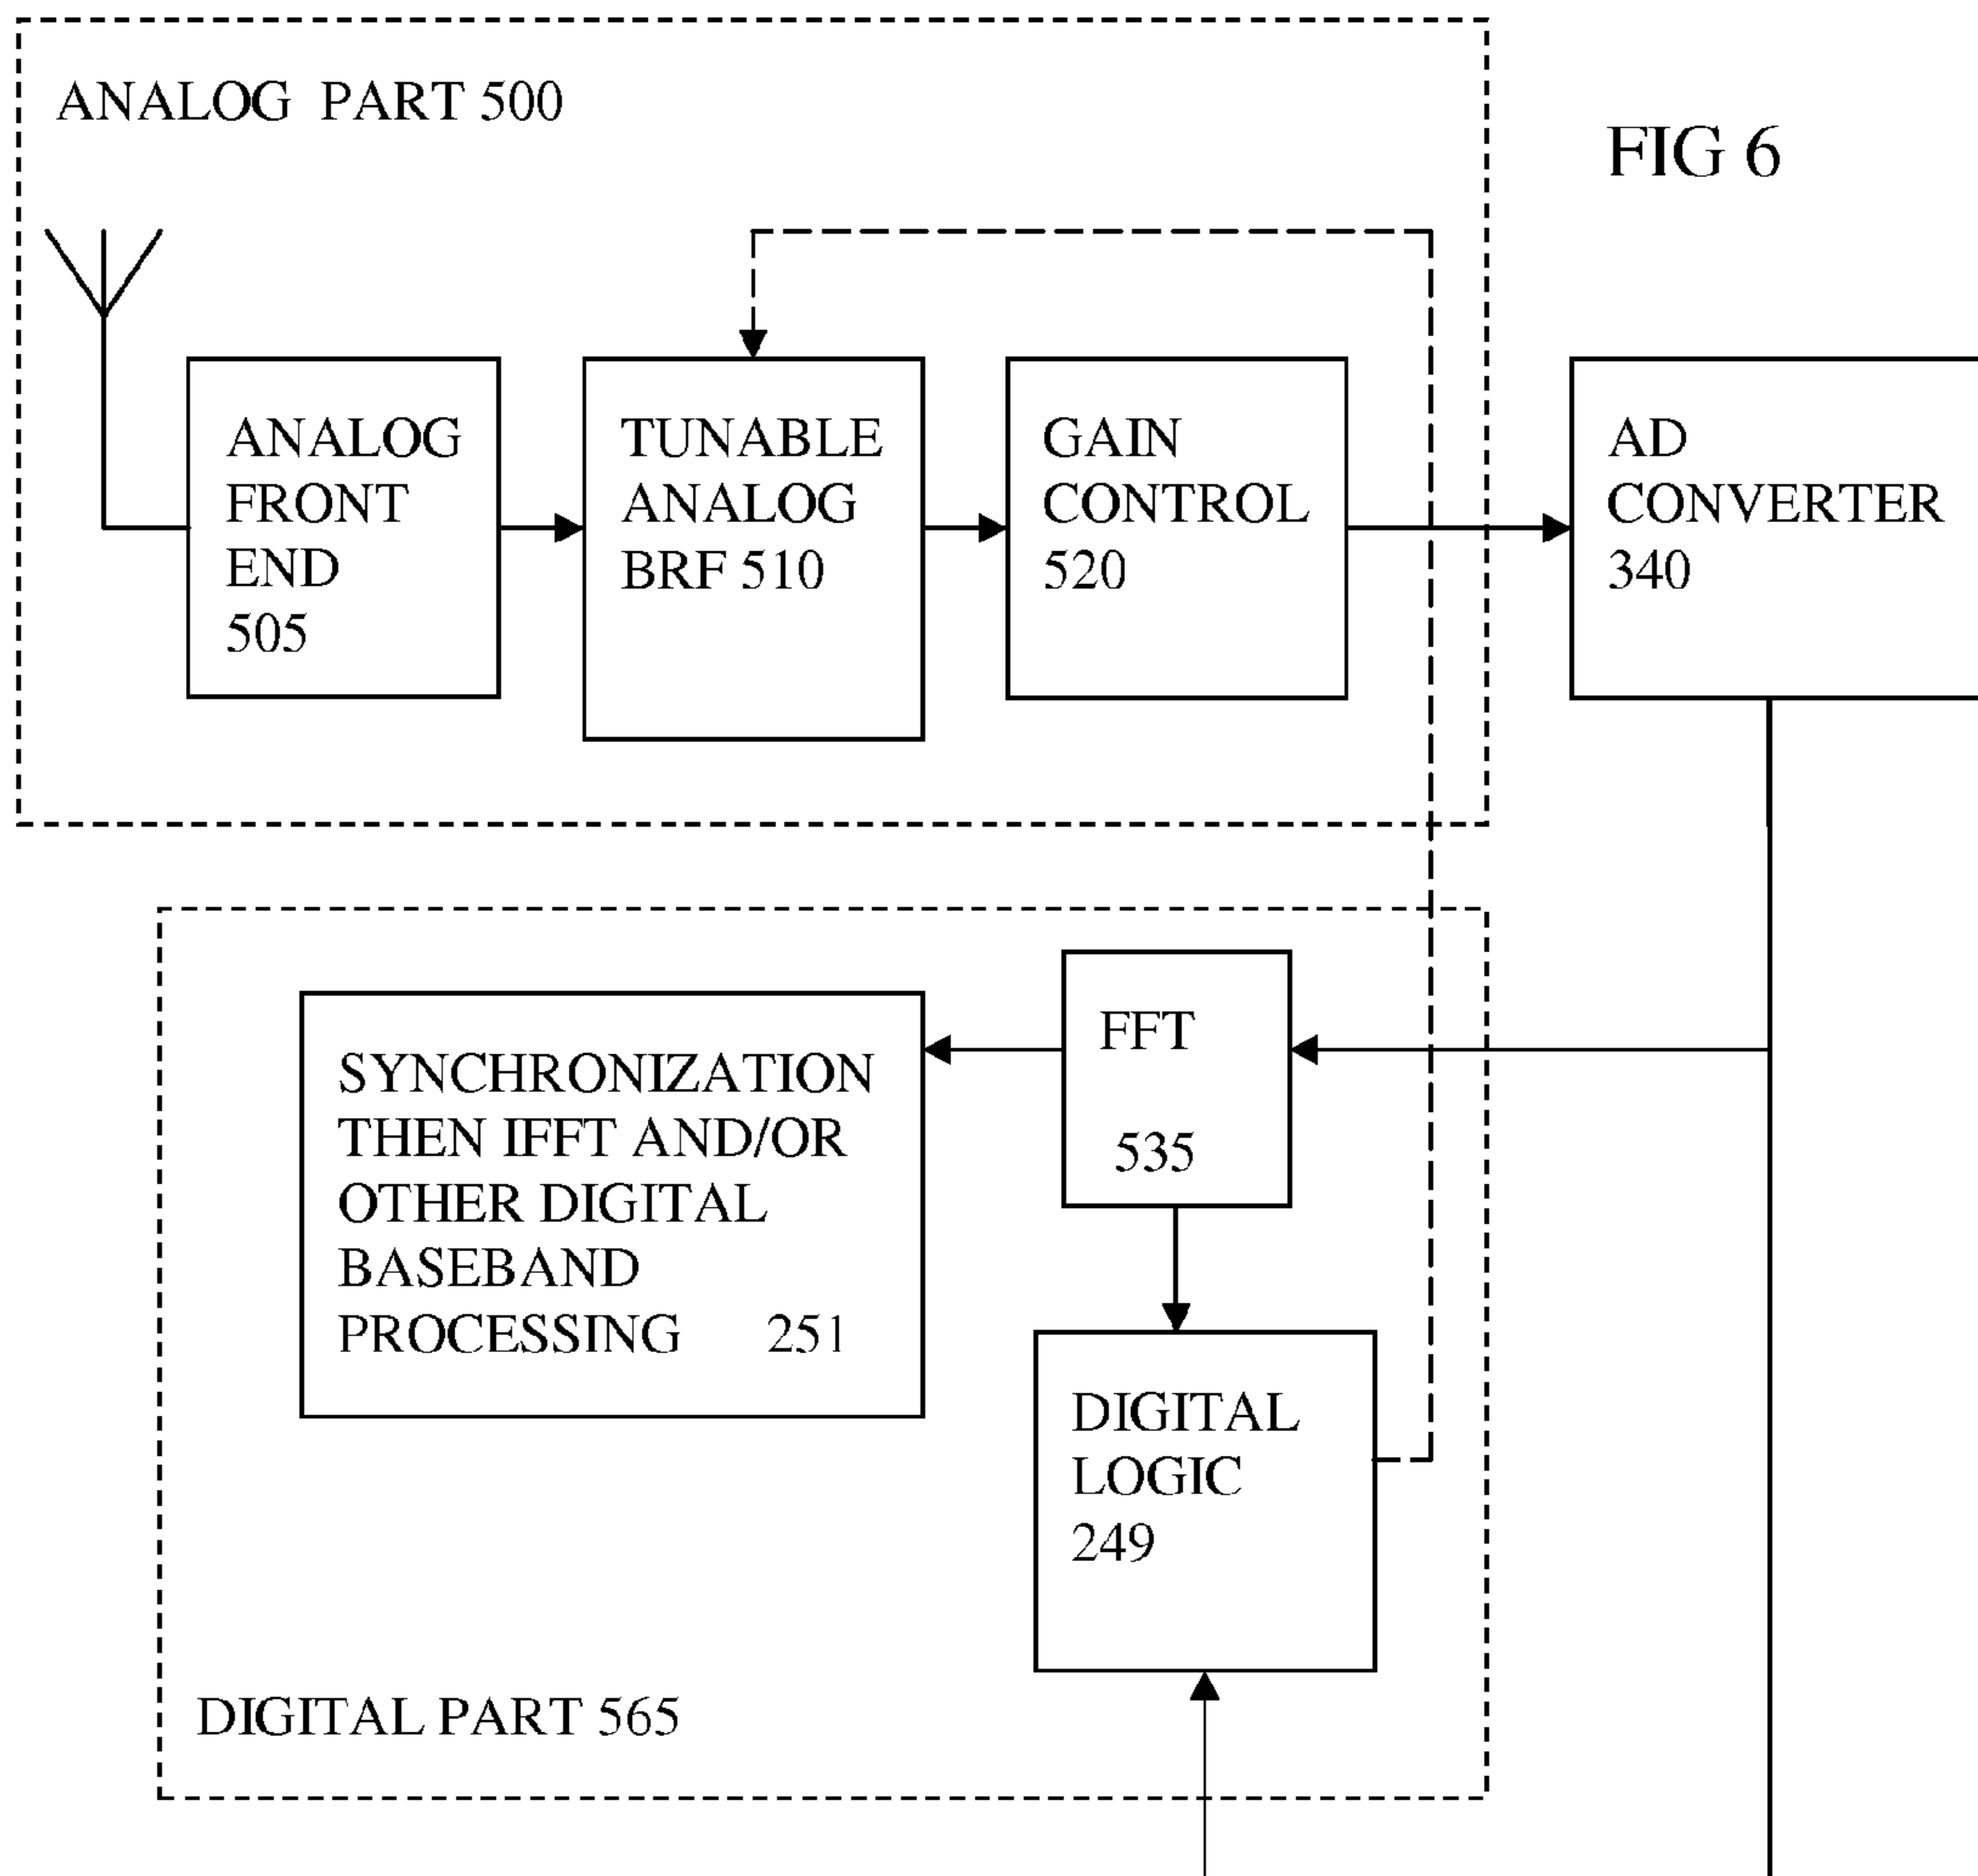 ANALOG PART 500
FIG 6
ANALOG
FRONT
END
505
TUNABLE
ANALOG
BRF 510
GAIN
CONTROL
520
AD
CONVERTER
340
FFT
535
SYNCHRONIZATION
THEN IFFT AND/OR
OTHER DIGITAL
BASEBAND
PROCESSING 251
DIGITAL
LOGIC
249
DIGITAL PART 565